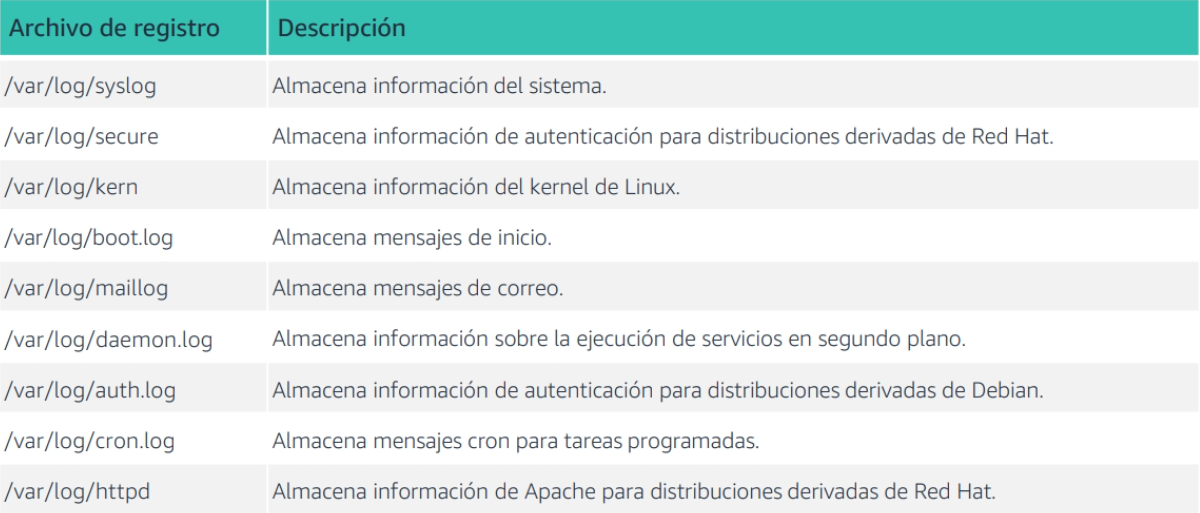 Archivo de registro Descripción
/var/log/syslog Almacena información del sistema.
/var/log/secure Almacena información de autenticación para distribuciones derivadas de Red Hat.
/var/log/kern Almacena información del kernel de Linux.
/var/log/boot.log Almacena mensajes de inicio.
/var/log/maillog Almacena mensajes de correo.
/var/log/daemon.log Almacena información sobre la ejecución de servicios en segundo plano.
/var/log/auth.log Almacena información de autenticación para distribuciones derivadas de Debian.
/var/log/cron.log Almacena mensajes cron para tareas programadas.
/var/log/httpd Almacena información de Apache para distribuciones derivadas de Red Hat.